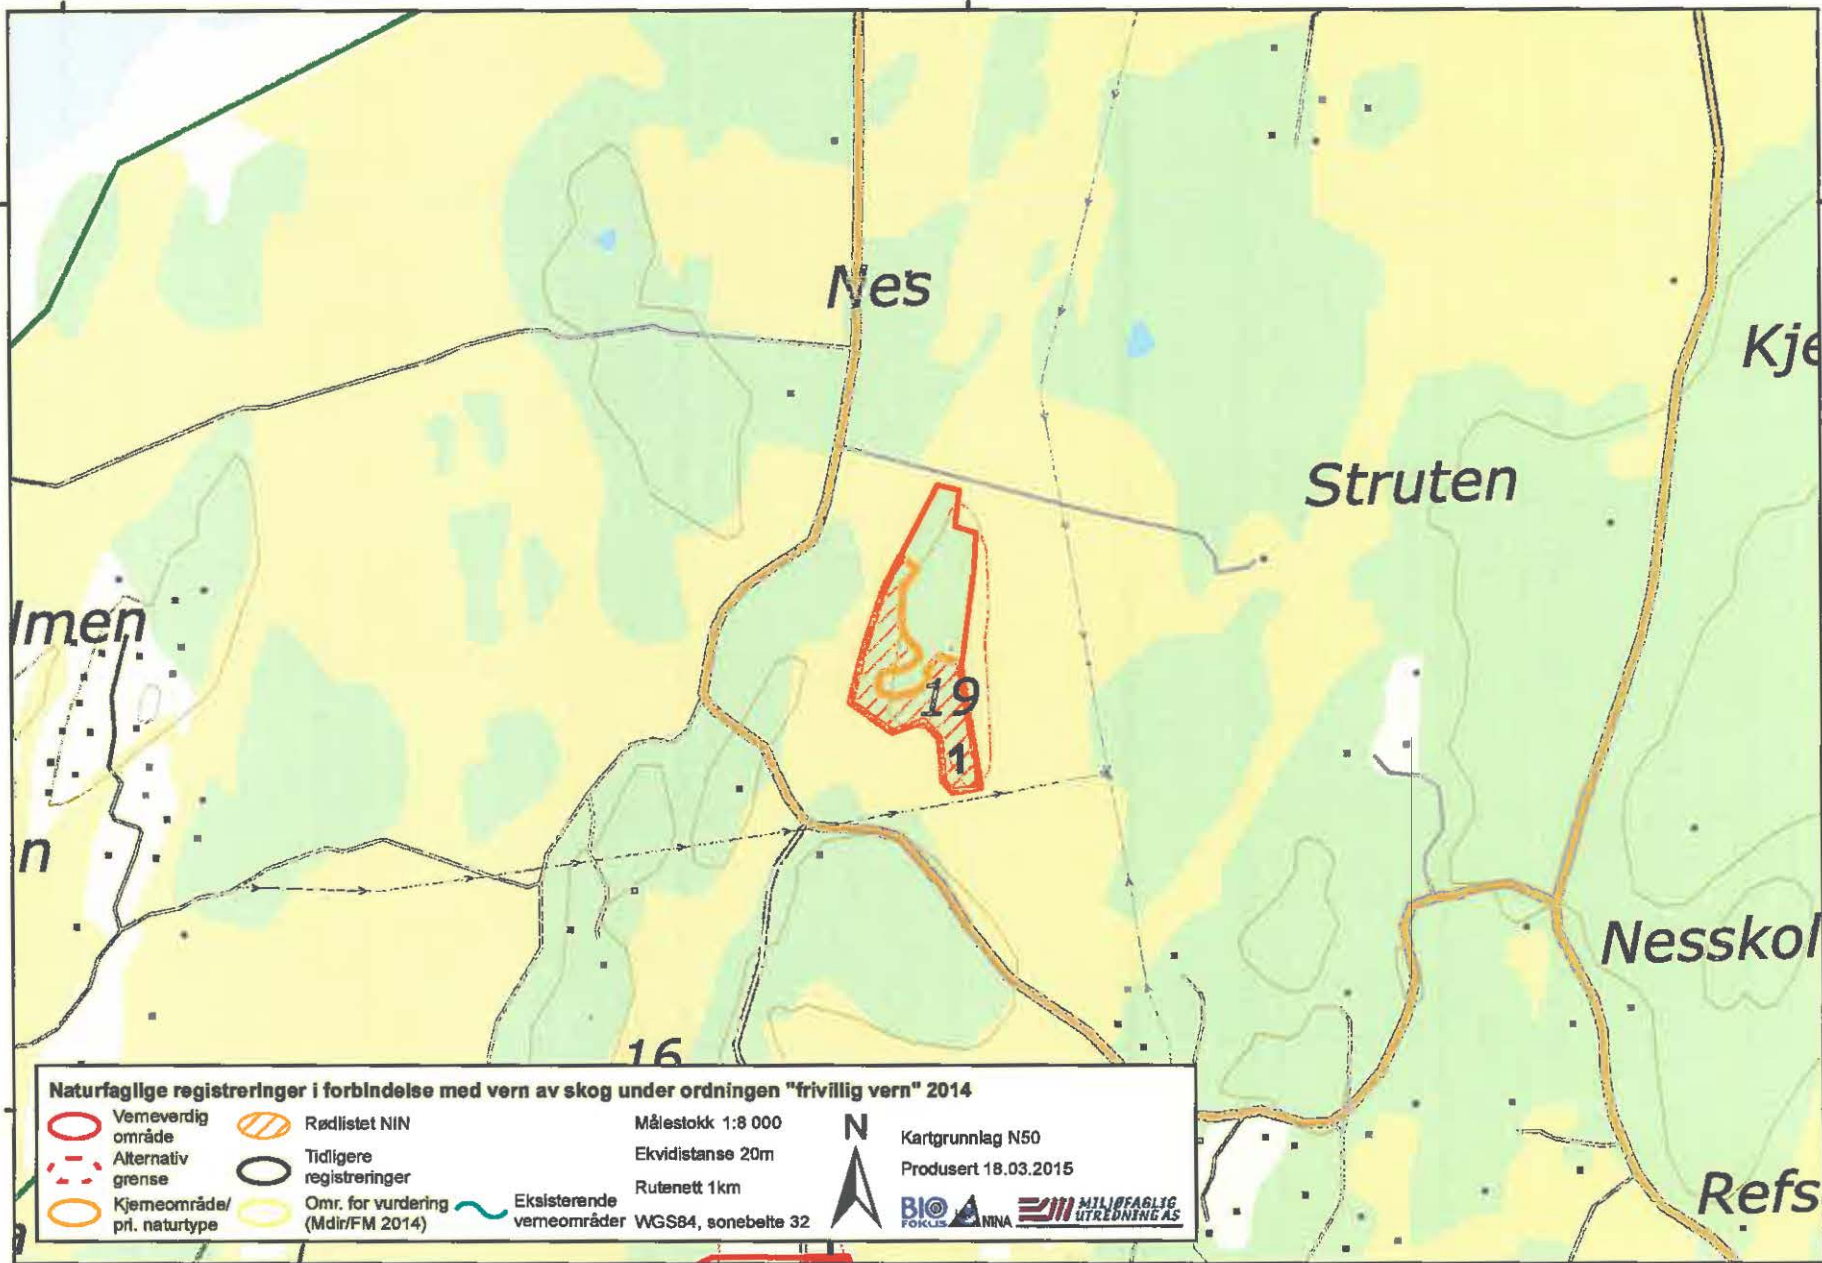 Nes
Kje
Struten
lmen
19
1
n
Nesskol
16
Refs
Naturfaglige registreringer i forbindelse med vern av skog under ordningen "frivillig vern" 2014
Verneverdig område
Alternativ grense
Kjerneområde/ pri. naturtype
Rødlistet NIN
Tidligere registreringer
Omr. for vurdering (Mdir/FM 2014)
Eksisterende verneområder
Målestokk 1:8 000
Ekvidistanse 20m
Rutenett 1km
WGS84, sonebelte 32
N
Kartgrunnlag N50
Produsert 18.03.2015
BIO FOKUS
NINA
MILJØFAGLIG UTREDNING AS